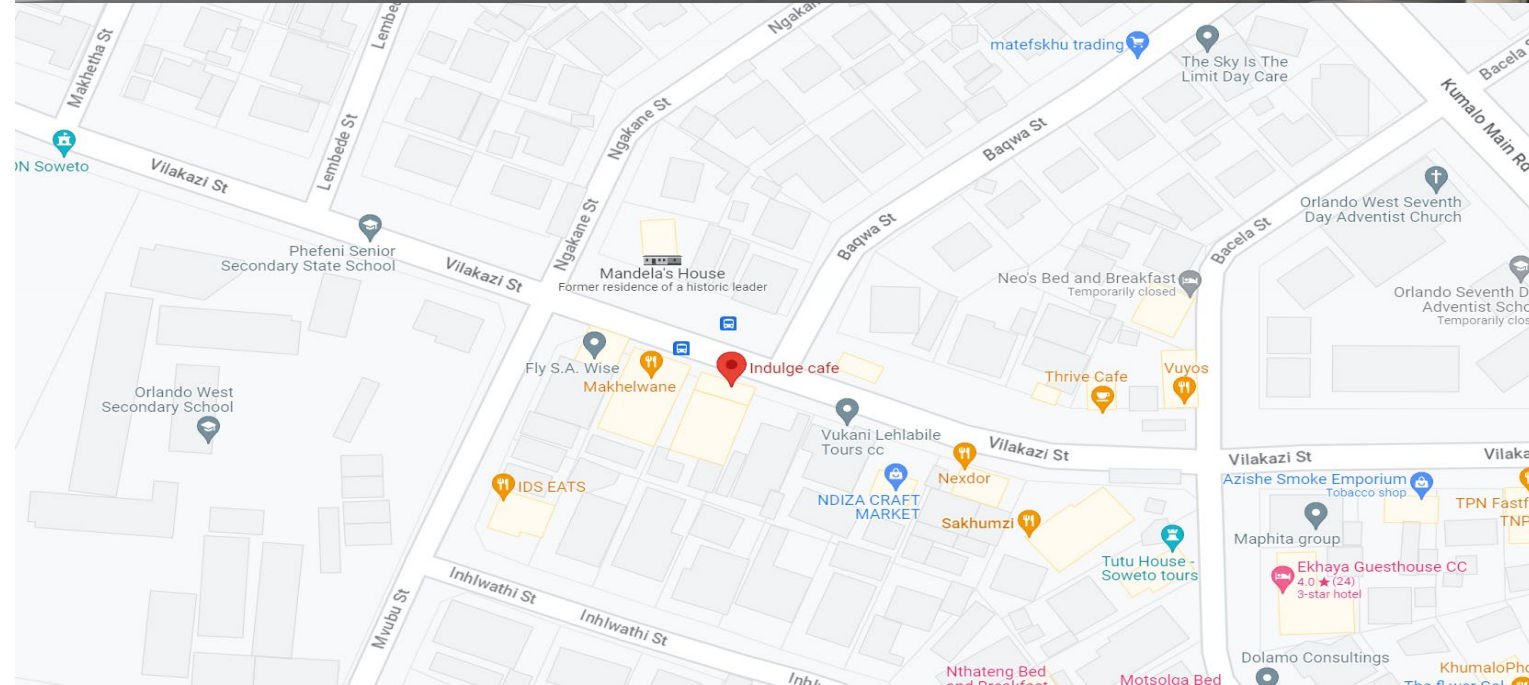 Makhetha St
Lembede St
Ngakane St
matefskhu trading
The Sky Is The
Limit Day Care
Bacela
Kumalo Main Rd
Baqwa St
N Soweto
Vilakazi St
Lembede St
Ngakane St
Orlando West Seventh
Day Adventist Church
Phefeni Senior
Secondary State School
Vilakazi St
Ngakane St
Mandela's House
Former residence of a historic leader
Baqwa St
Bacela St
Neo's Bed and Breakfast
Temporarily closed
Orlando Seventh D
Adventist Scho
Temporarily clos
Fly S.A. Wise
Makhelwane
Indulge cafe
Thrive Cafe
Vuyos
Orlando West
Secondary School
Vukani Lehlabile
Tours cc
Vilakazi St
Vilakazi St
Vilaka
IDS EATS
NDIZA CRAFT
MARKET
Nexdor
Azishe Smoke Emporium
Tobacco shop
TPN Fastf
TNP
Sakhumzi
Maphita group
Tutu House -
Soweto tours
Ekhaya Guesthouse CC
4.0 ★ (24)
3-star hotel
Mvubu St
Inhlwathi St
Inhlwathi St
Nthateng Bed
and Breakfast
Motsolga Bed
Dolamo Consultings
KhumaloPho